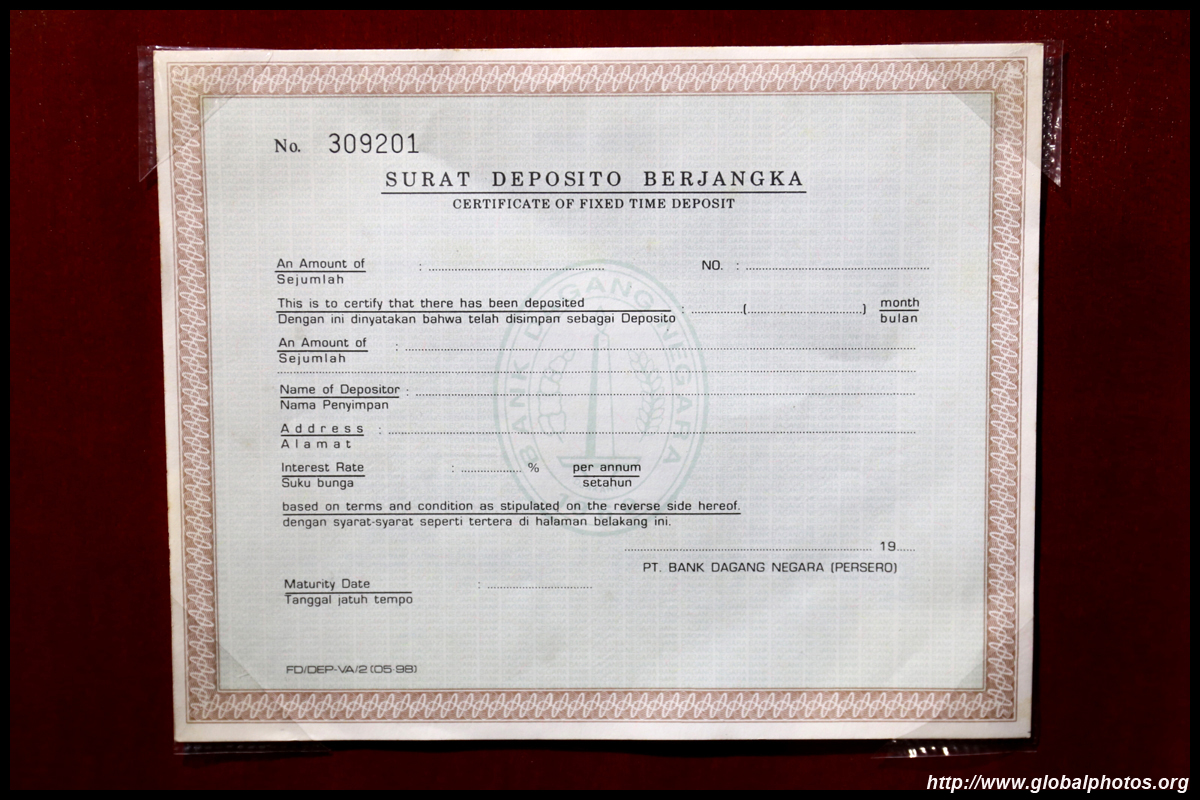 No. 309201
SURAT DEPOSITO BERJANGKA
CERTIFICATE OF FIXED TIME DEPOSIT
An Amount of : ........................ NO. : ........................
Sejumlah
This is to certify that there has been deposited : ............(........................) month
Dengan ini dinyatakan bahwa telah disimpan sebagai Deposito bulan
An Amount of : ........................
Sejumlah
Name of Depositor : ........................
Nama Penyimpan
Address : ........................
Alamat
Interest Rate : ............ % per annum
Suku bunga setahun
based on terms and condition as stipulated on the reverse side hereof.
dengan syarat-syarat seperti tertera di halaman belakang ini.
........................ 19.....
PT. BANK DAGANG NEGARA (PERSERO)
Maturity Date : ........................
Tanggal jatuh tempo
FD/DEP-VA/2 (05-98)
BANK DAGANG NEGARA
http://www.globalphotos.org